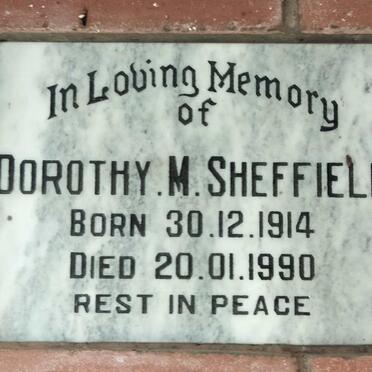 In Loving Memory
of
DOROTHY.M.SHEFFIEL
BORN 30.12.1914
DIED 20.01.1990
REST IN PEACE